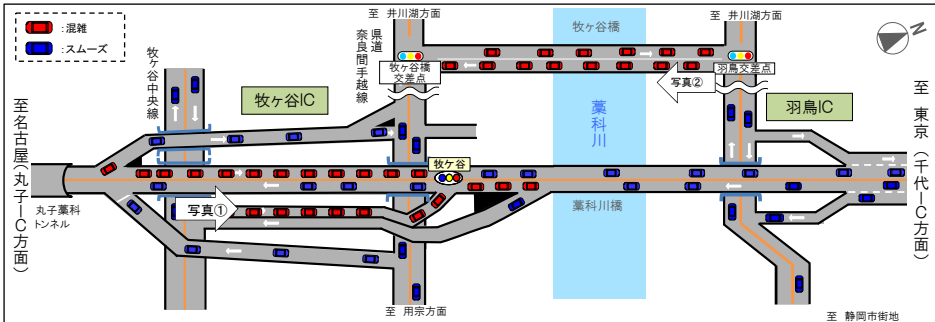 :混雑
:スムーズ
至 井川湖方面
至 井川湖方面
N
県道
奈良間手越線
牧ヶ谷橋
牧ヶ谷橋
交差点
羽鳥交差点
写真②
牧ヶ谷中央線
牧ヶ谷IC
藁科川
羽鳥IC
至 名古屋(丸子IC方面)
至 東京(千代IC方面)
牧ヶ谷
丸子藁科
トンネル
写真①
藁科川橋
至 用宗方面
至 静岡市街地